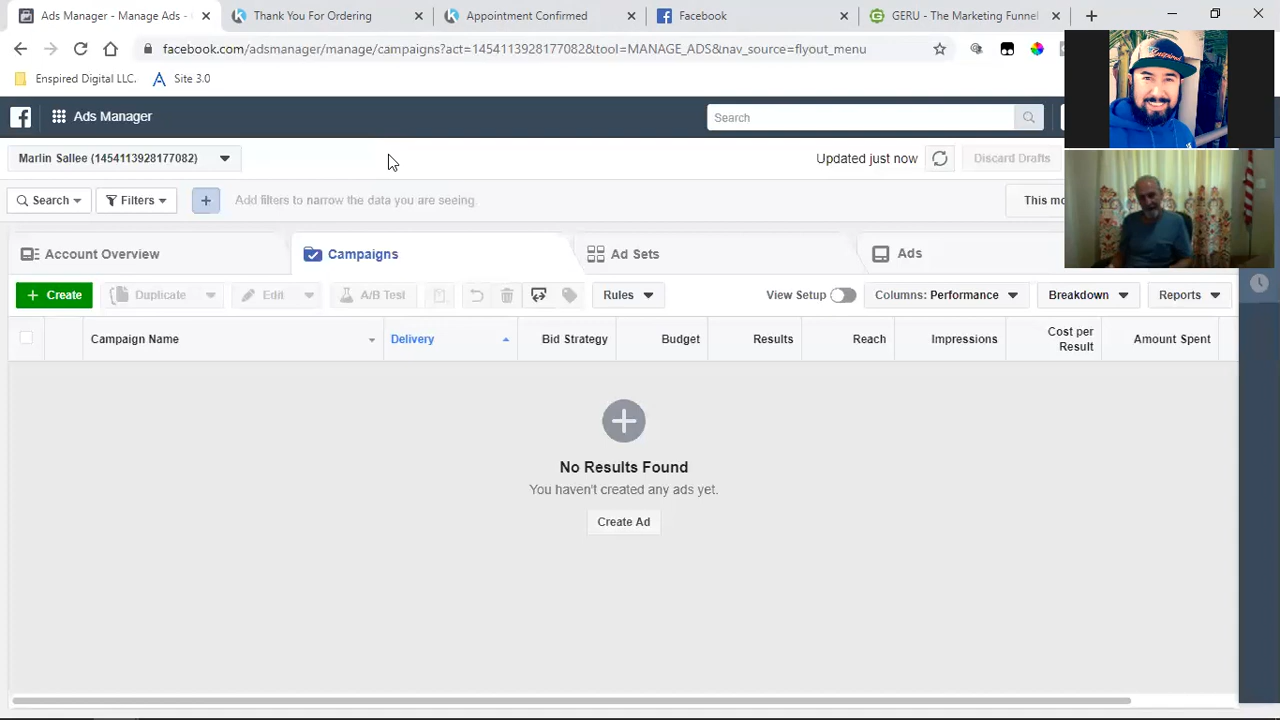 Ads Manager - Manage Ads -
Thank You For Ordering
Appointment Confirmed
Facebook
GERU - The Marketing Funnel
facebook.com/adsmanager/manage/campaigns?act=1454113928177082&tool=MANAGE_ADS&nav_source=flyout_menu
Enspired Digital LLC.
Site 3.0
Ads Manager
Search
Marlin Sallee (1454113928177082)
Updated just now
Discard Drafts
Search
Filters
Add filters to narrow the data you are seeing.
This mo
Account Overview
Campaigns
Ad Sets
Ads
Create
Duplicate
Edit
A/B Test
Rules
View Setup
Columns: Performance
Breakdown
Reports
Campaign Name
Delivery
Bid Strategy
Budget
Results
Reach
Impressions
Cost per
Result
Amount Spent
No Results Found
You haven't created any ads yet.
Create Ad